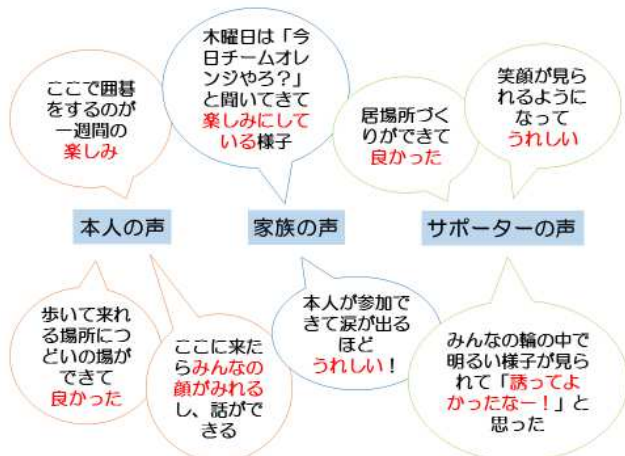 ここで囲碁
をするのが
一週間の
楽しみ
木曜日は「今
日チームオレ
ンジやろ？」
と聞いてきて
楽しみにして
いる様子
居場所づく
りができて
良かった
笑顔が見ら
れるように
なって
うれしい
本人の声
家族の声
サポーターの声
歩いて来れ
る場所につ
どいの場が
できて
良かった
ここに来た
らみんなの
顔がみれる
し、話がで
きる
本人が参加で
きて涙が出る
ほど
うれしい！
みんなの輪の中で
明るい様子が見ら
れて「誘ってよ
かったなー！」と
思った